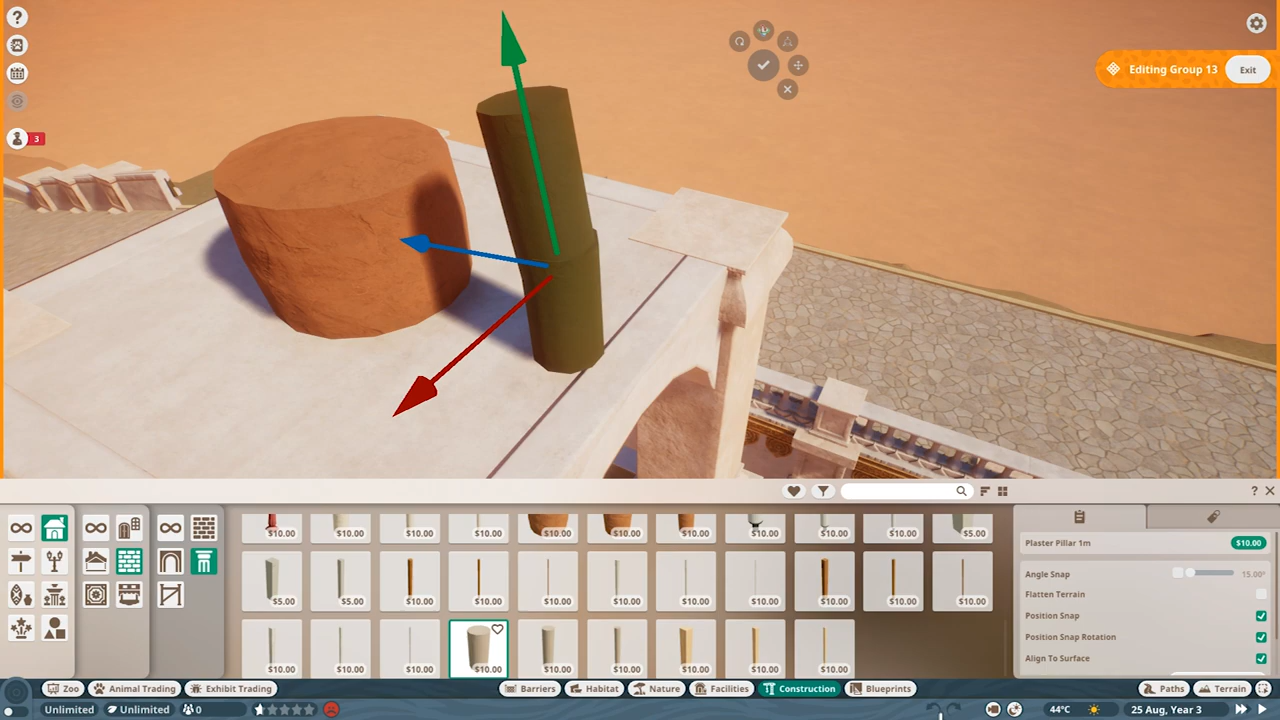 ?
Editing Group 13
Exit
3
? 
$10.00 $10.00 $10.00 $10.00 $10.00 $10.00 $10.00 $10.00 $10.00 $10.00 $5.00
Plaster Pillar 1m
$10.00
Angle Snap
15.00°
Flatten Terrain
$5.00 $5.00 $10.00 $10.00 $10.00 $10.00 $10.00 $10.00 $10.00 $10.00 $10.00
Position Snap
Position Snap Rotation
Align To Surface
$10.00 $10.00 $10.00 $10.00 $10.00 $10.00 $10.00 $10.00 $10.00
Zoo
Animal Trading
Exhibit Trading
Barriers
Habitat
Nature
Facilities
Construction
Blueprints
Paths
Terrain
Unlimited
Unlimited
0
44°C
25 Aug, Year 3